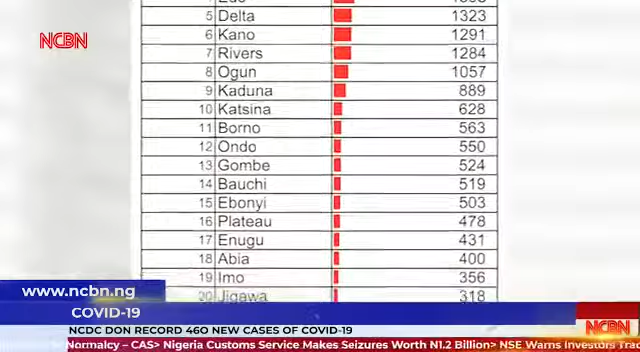 5 Delta 1323
NCBN
6 Kano 1291
7 Rivers 1284
8 Ogun 1057
9 Kaduna 889
10 Katsina 628
11 Borno 563
12 Ondo 550
13 Gombe 524
14 Bauchi 519
15 Ebonyi 503
16 Plateau 478
17 Enugu 431
18 Abia 400
19 Imo 356
20 Jigawa 318
www.ncbn.ng
COVID-19
NCDC DON RECORD 460 NEW CASES OF COVID-19
NCBN
Normalcy – CAS> Nigeria Customs Service Makes Seizures Worth N1.2 Billion> NSE Warns Investors